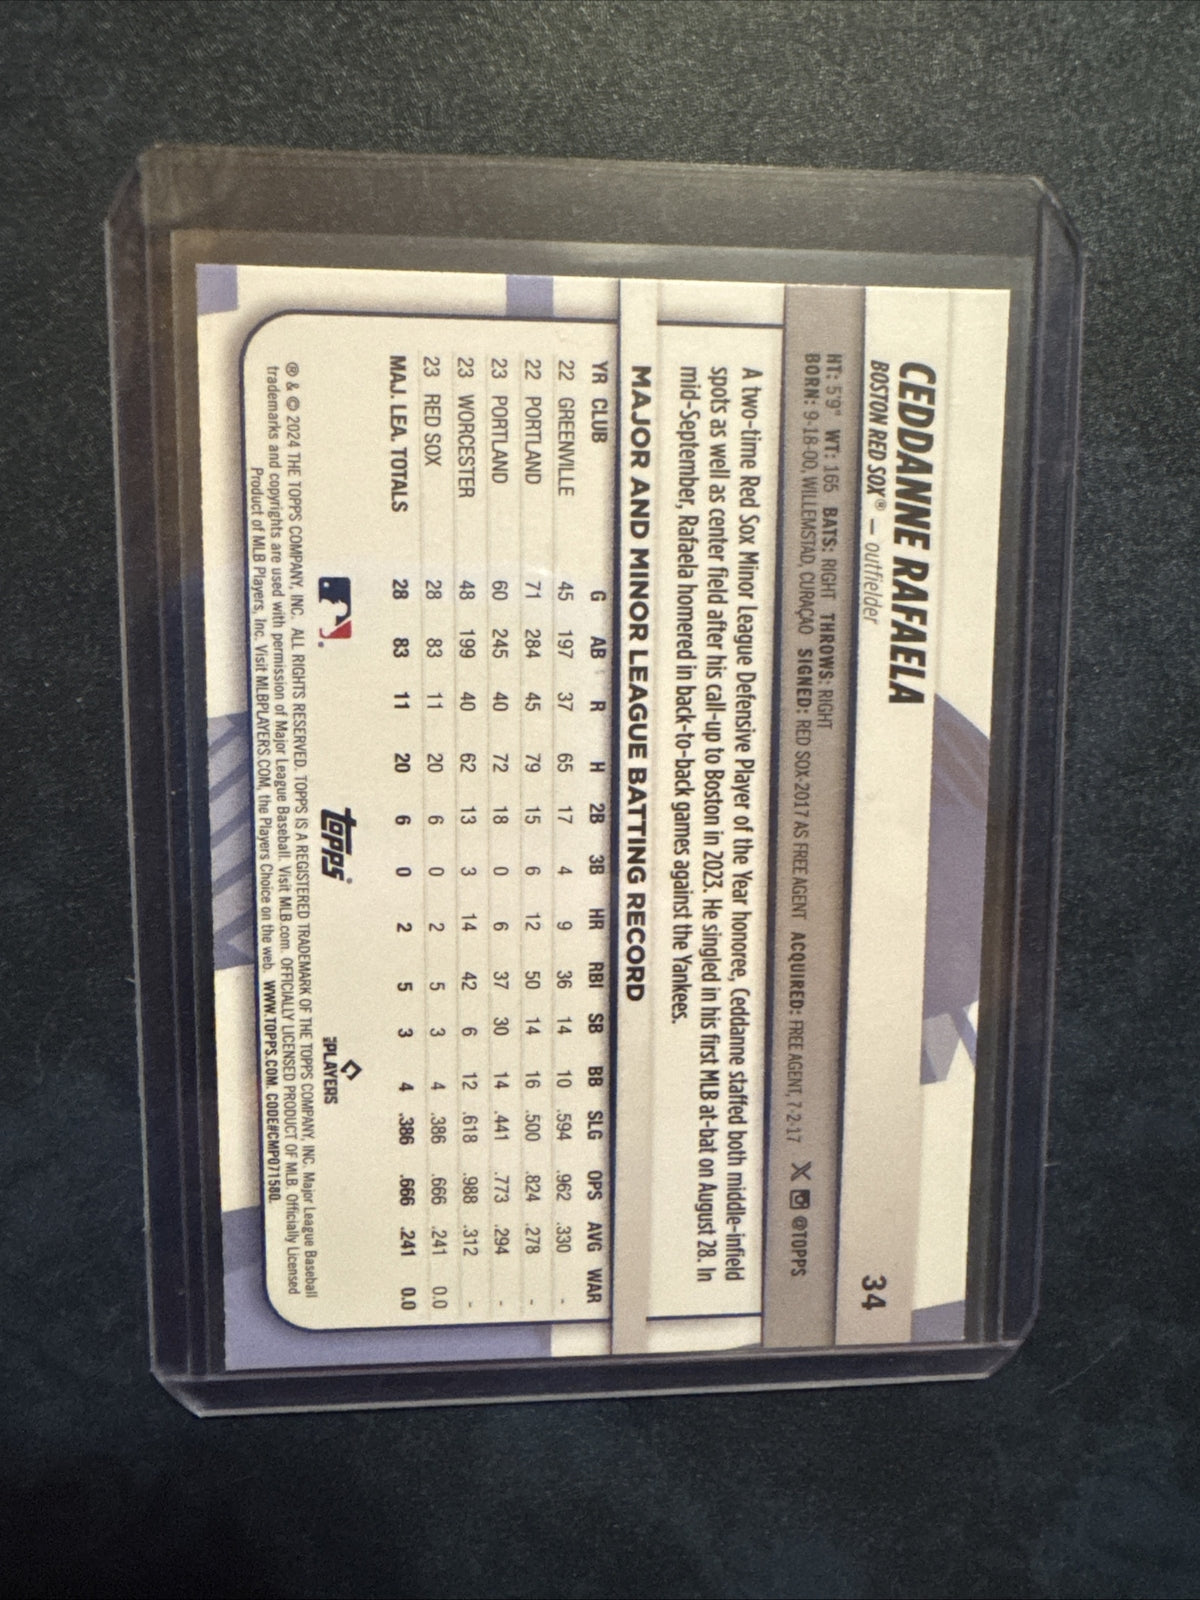 CEDDANNE RAFAELA
BOSTON RED SOX® — outfielder
34
HT: 5'9" WT: 165 BATS: RIGHT THROWS: RIGHT
BORN: 9-18-00, WILLEMSTAD, CURAÇAO SIGNED: RED SOX-2017 AS FREE AGENT ACQUIRED: FREE AGENT, 7-2-17 X @TOPPS
A two-time Red Sox Minor League Defensive Player of the Year honoree, Ceddanne staffed both middle-infield
spots as well as center field after his call-up to Boston in 2023. He singled in his first MLB at-bat on August 28. In
mid-September, Rafaela homered in back-to-back games against the Yankees.
MAJOR AND MINOR LEAGUE BATTING RECORD
YR CLUB G AB R H 2B 3B HR RBI SB BB SLG OPS AVG WAR
22 GREENVILLE 45 197 37 65 17 4 9 36 14 10 .594 .962 .330 -
22 PORTLAND 71 284 45 79 15 6 12 50 14 16 .500 .824 .278 -
23 PORTLAND 60 245 40 72 18 0 6 37 30 14 .441 .773 .294 -
23 WORCESTER 48 199 40 62 13 3 14 42 6 12 .618 .988 .312 -
23 RED SOX 28 83 11 20 6 0 2 5 3 4 .386 .666 .241 0.0
MAJ. LEA. TOTALS 28 83 11 20 6 0 2 5 3 4 .386 .666 .241 0.0
topps® PLAYERS
® & © 2024 THE TOPPS COMPANY, INC. ALL RIGHTS RESERVED. TOPPS IS A REGISTERED TRADEMARK OF THE TOPPS COMPANY, INC. Major League Baseball
trademarks and copyrights are used with permission of Major League Baseball. Visit MLB.com. OFFICIALLY LICENSED PRODUCT OF MLB. Officially Licensed
Product of MLB Players, Inc. Visit MLBPLAYERS.COM, the Players Choice on the web. WWW.TOPPS.COM. CODE#CMP071580.